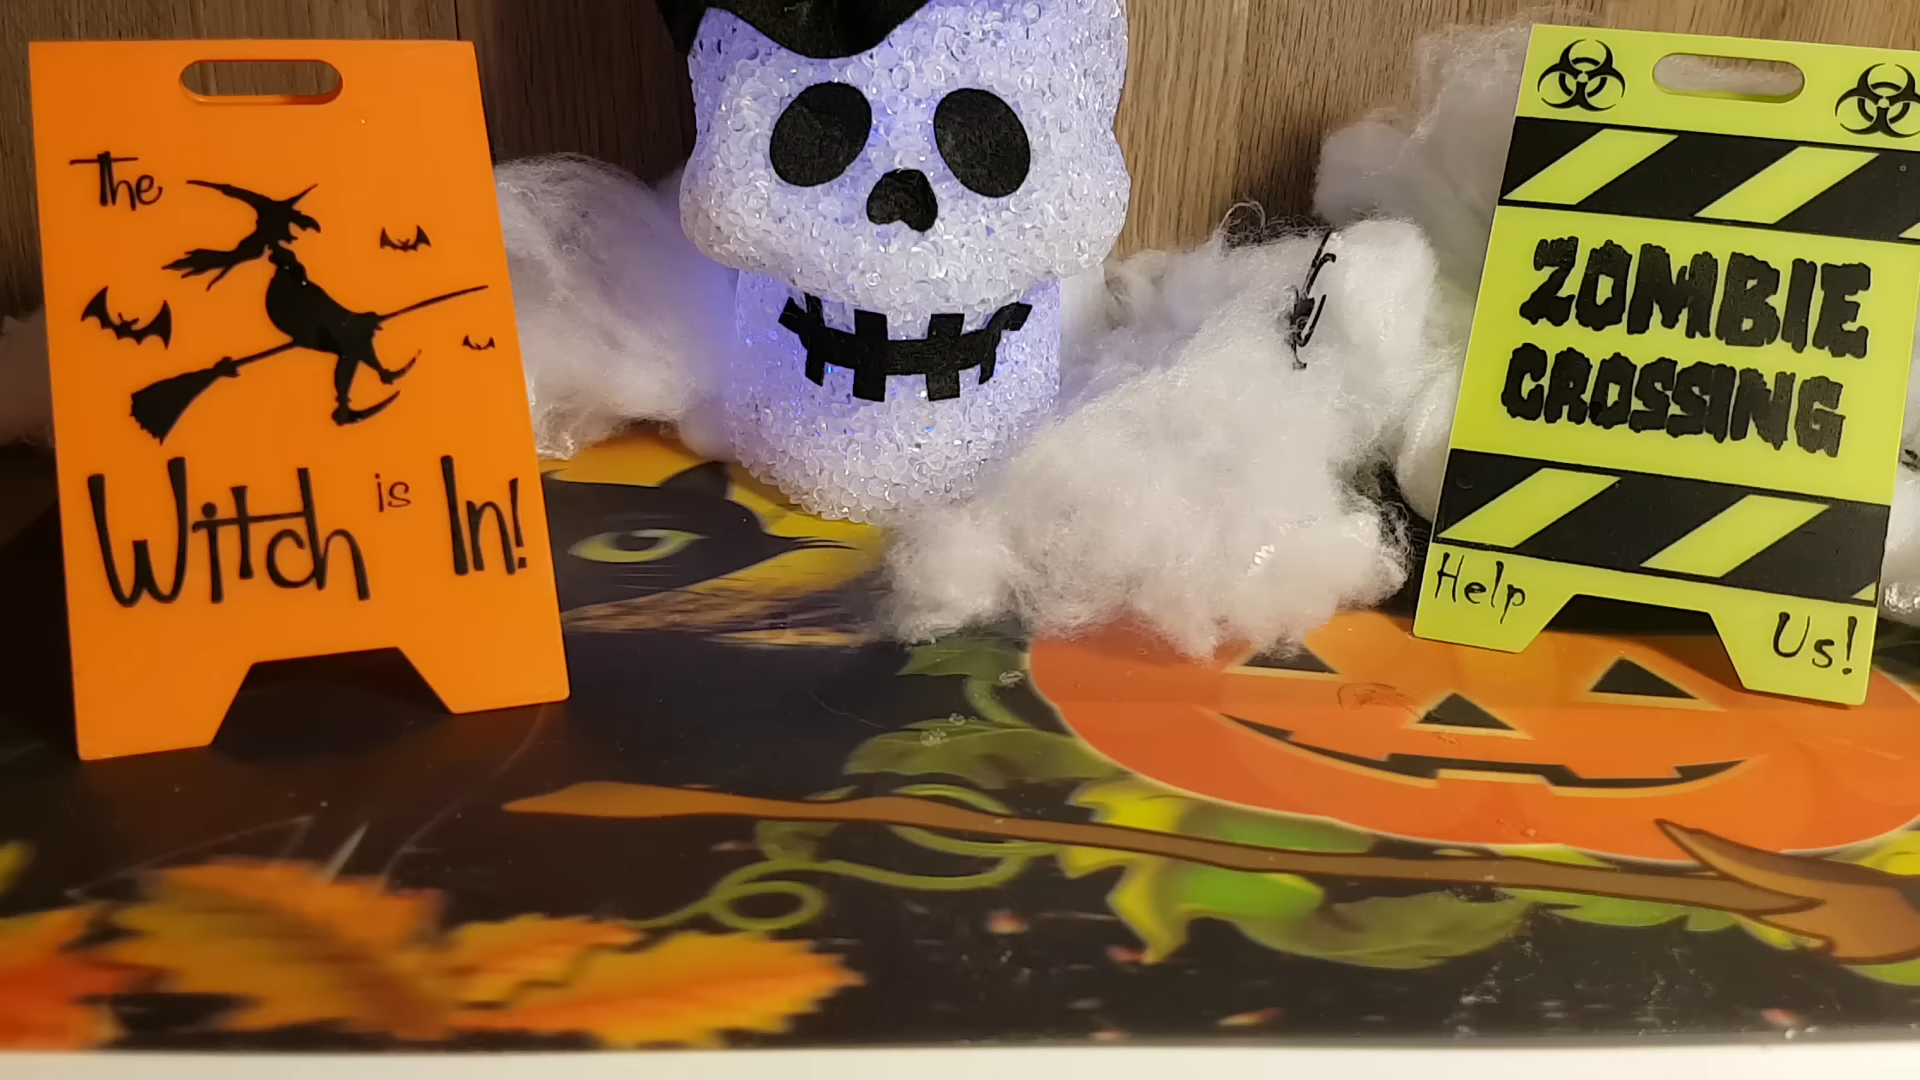 The
Witch is In!
ZOMBIE
CROSSING
Help
Us!